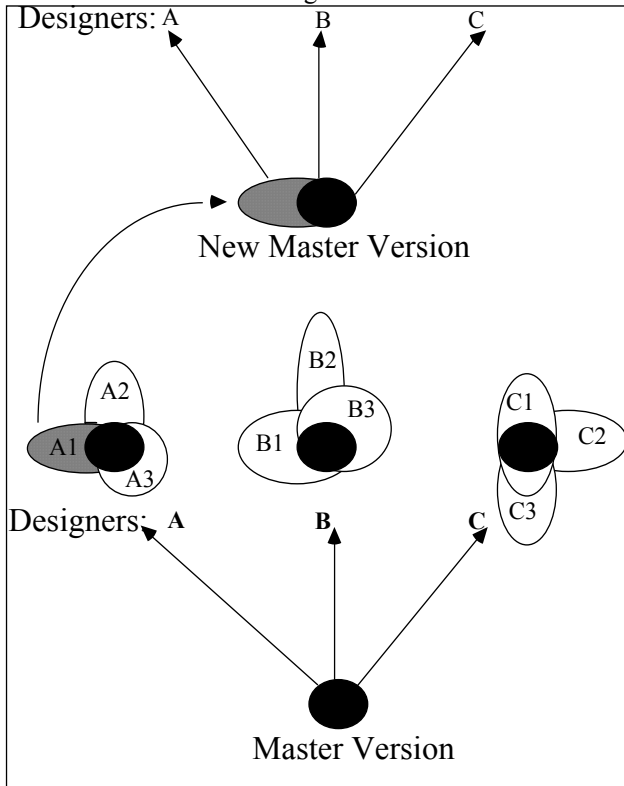 Designers: A B C
New Master Version
A2
B2
B3
C1
A1
B1
C2
A3
C3
Designers: A B C
Master Version